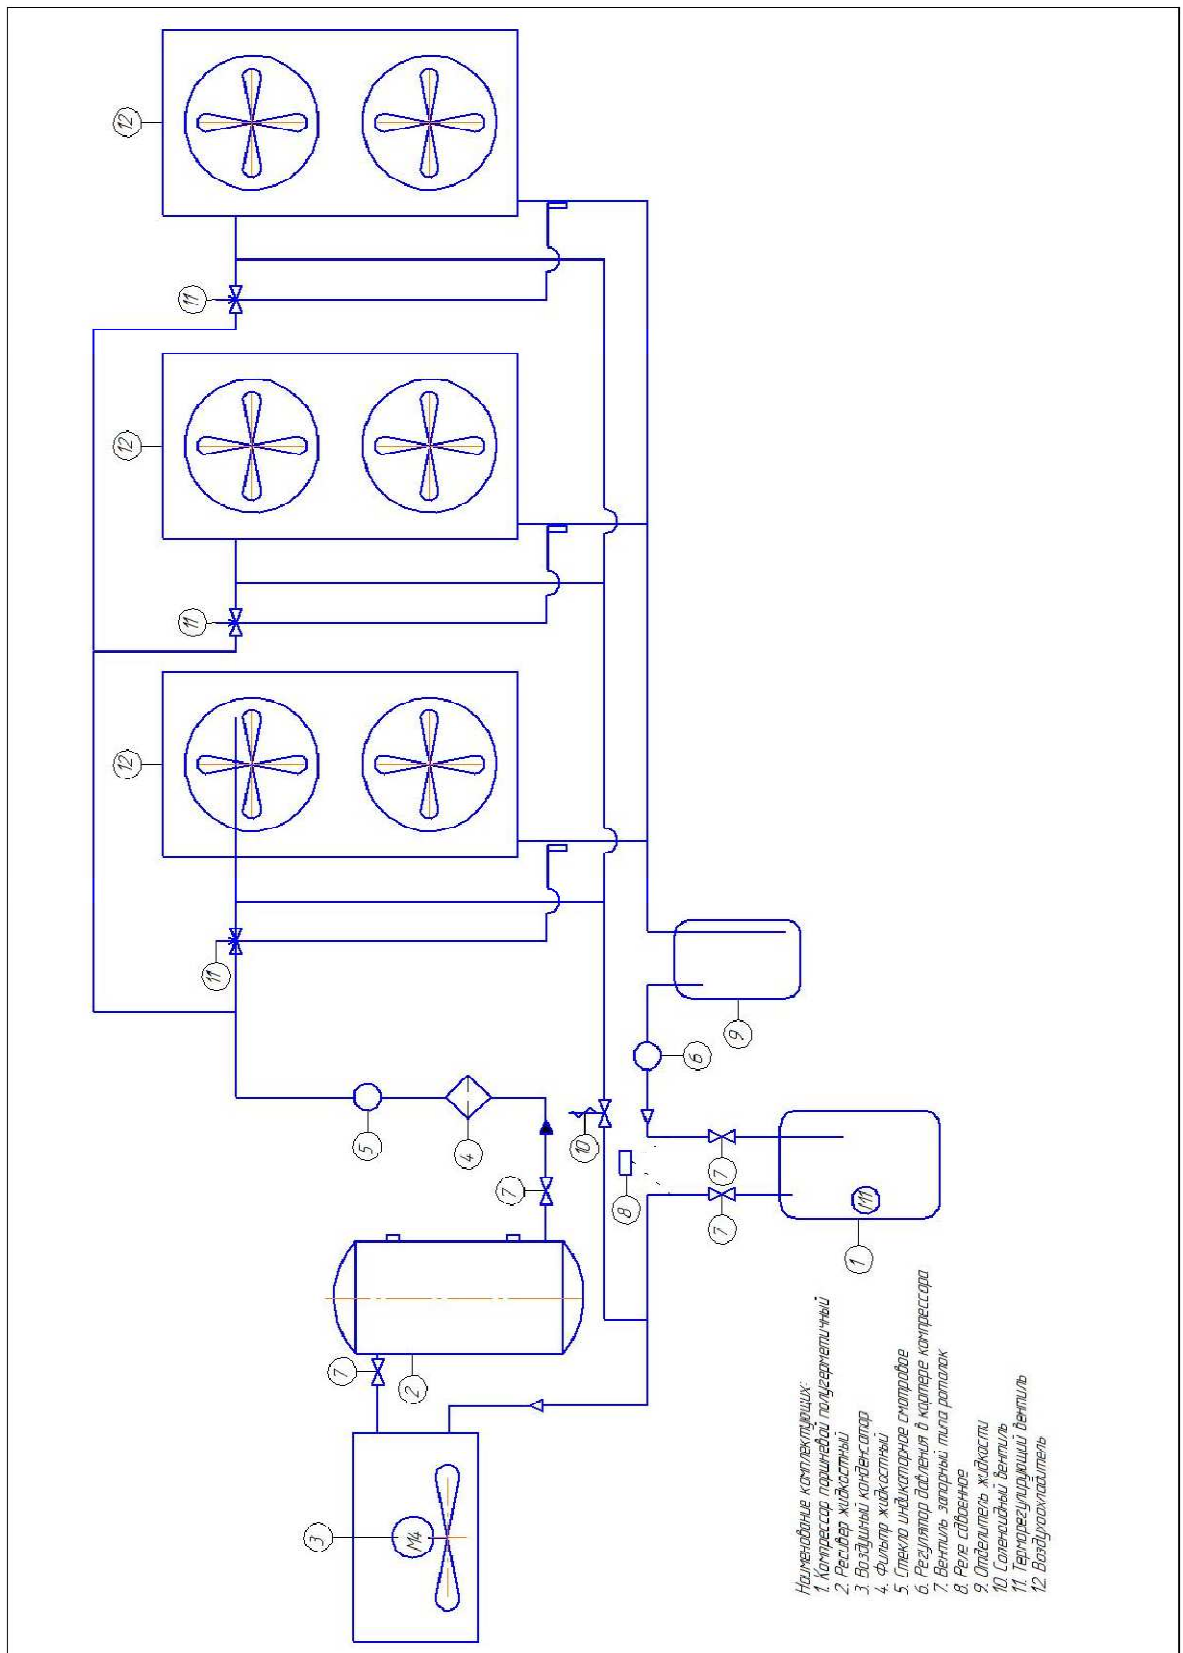 12
12
12
11
11
11
9
6
5
4
10
7
7
7
8
1
7
2
3
M4
M1
Наименование комплектующих:
1. Компрессор поршневой полугерметичный
2. Ресивер жидкостный
3. Воздушный конденсатор
4. Фильтр жидкостный
5. Стекло индикаторное смотровое
6. Регулятор давления в картере компрессора
7. Вентиль запорный типа роталок
8. Реле сдвоенное
9. Отделитель жидкости
10. Соленоидный вентиль
11. Терморегулирующий вентиль
12. Воздухоохладитель